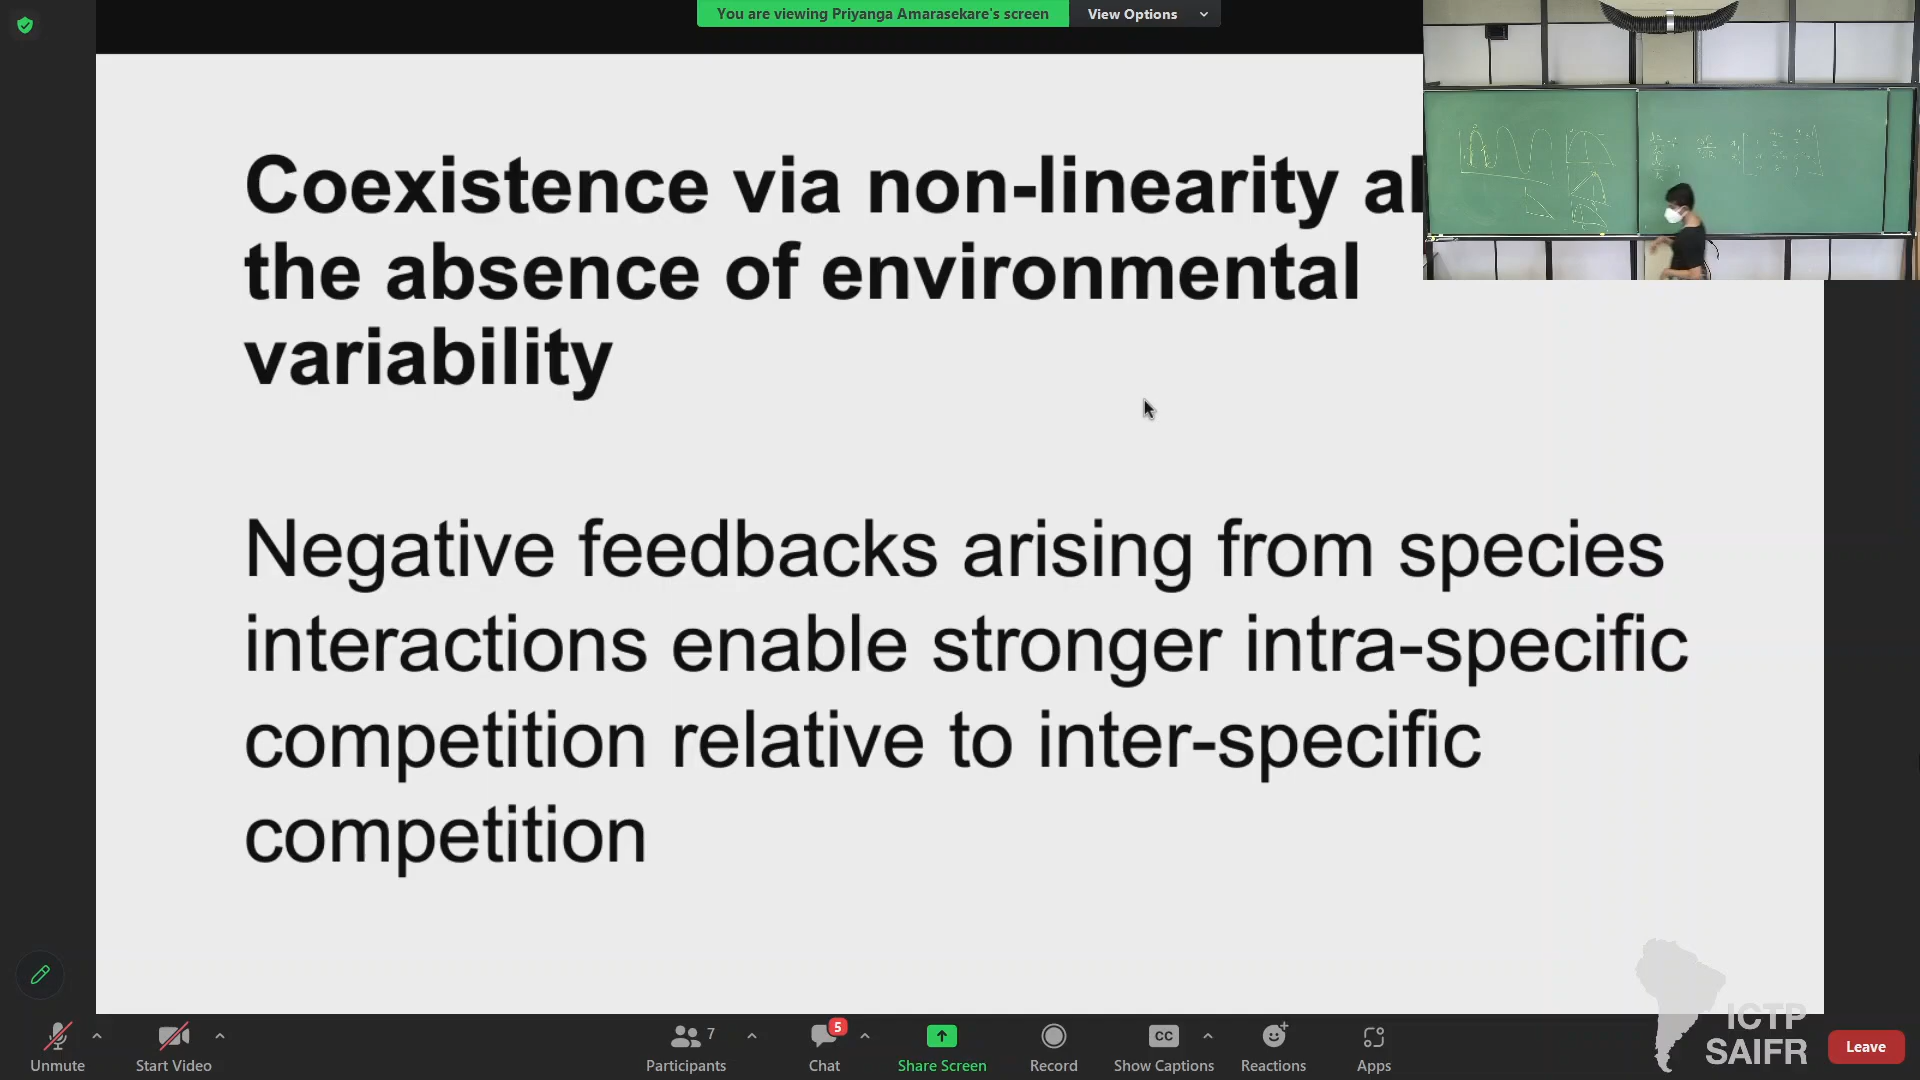 You are viewing Priyanga Amarasekare's screen
View Options
Coexistence via non-linearity al
the absence of environmental
variability
Negative feedbacks arising from species
interactions enable stronger intra-specific
competition relative to inter-specific
competition
ICTP
SAIFR
Unmute
Start Video
7
Participants
5
Chat
Share Screen
Record
CC
Show Captions
Reactions
Apps
Leave